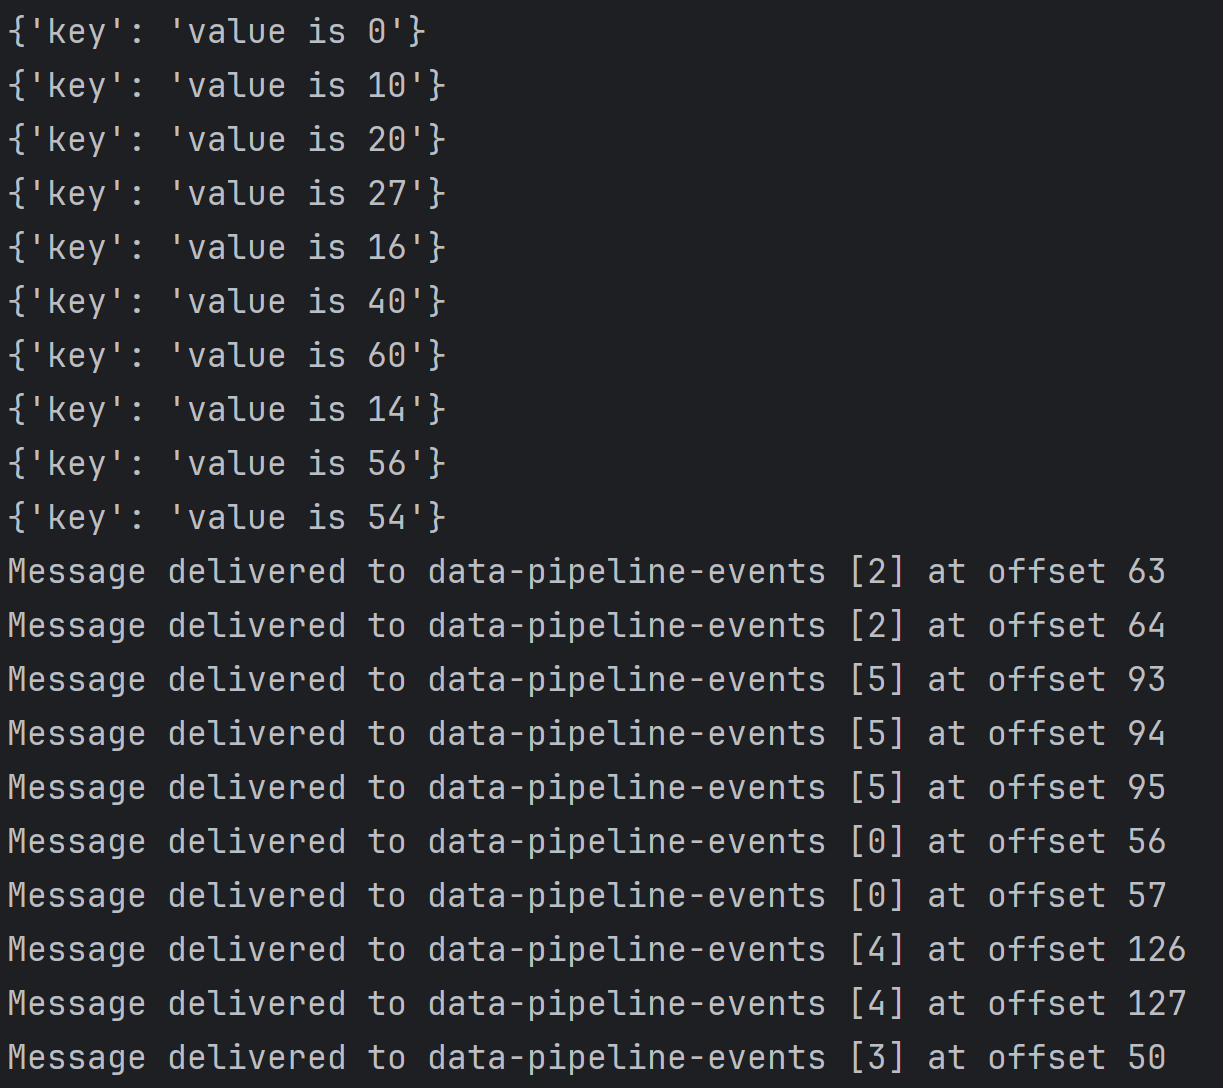 {'key': 'value is 0'}
{'key': 'value is 10'}
{'key': 'value is 20'}
{'key': 'value is 27'}
{'key': 'value is 16'}
{'key': 'value is 40'}
{'key': 'value is 60'}
{'key': 'value is 14'}
{'key': 'value is 56'}
{'key': 'value is 54'}
Message delivered to data-pipeline-events [2] at offset 63
Message delivered to data-pipeline-events [2] at offset 64
Message delivered to data-pipeline-events [5] at offset 93
Message delivered to data-pipeline-events [5] at offset 94
Message delivered to data-pipeline-events [5] at offset 95
Message delivered to data-pipeline-events [0] at offset 56
Message delivered to data-pipeline-events [0] at offset 57
Message delivered to data-pipeline-events [4] at offset 126
Message delivered to data-pipeline-events [4] at offset 127
Message delivered to data-pipeline-events [3] at offset 50